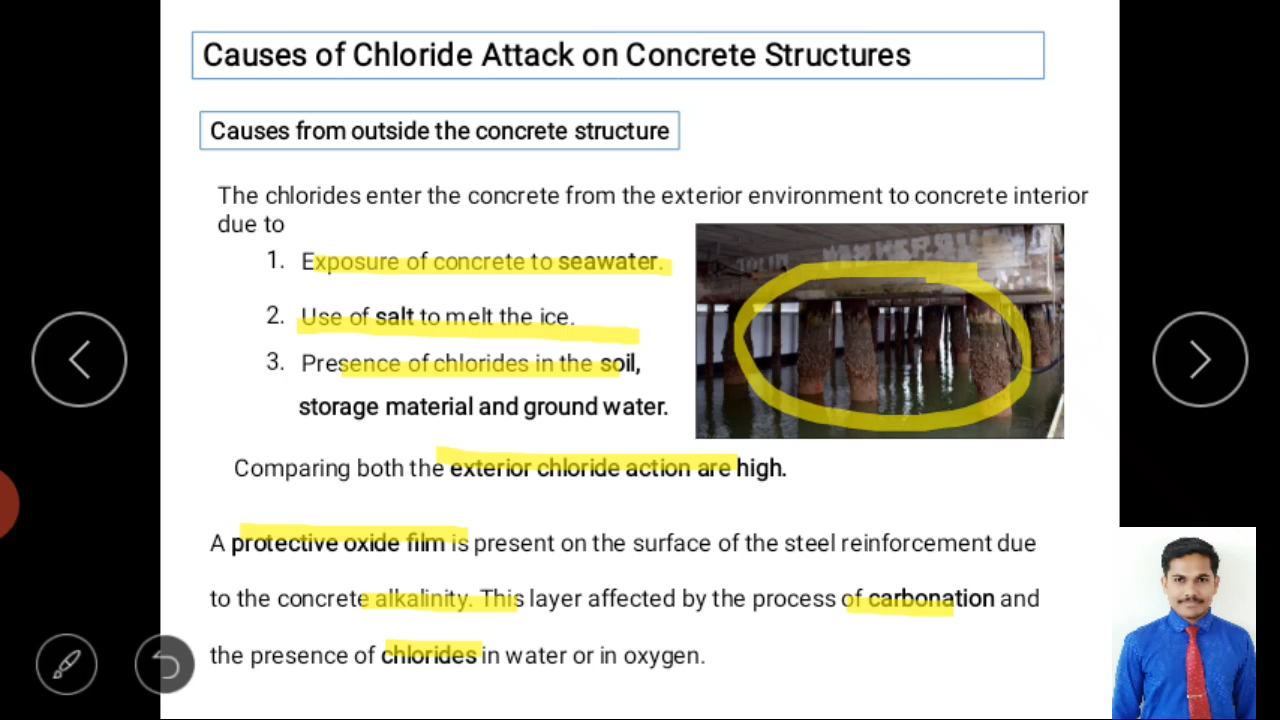 Causes of Chloride Attack on Concrete Structures
Causes from outside the concrete structure
The chlorides enter the concrete from the exterior environment to concrete interior
due to
1. Exposure of concrete to seawater.
2. Use of salt to melt the ice.
3. Presence of chlorides in the soil,
storage material and ground water.
Comparing both the exterior chloride action are high.
A protective oxide film is present on the surface of the steel reinforcement due
to the concrete alkalinity. This layer affected by the process of carbonation and
the presence of chlorides in water or in oxygen.